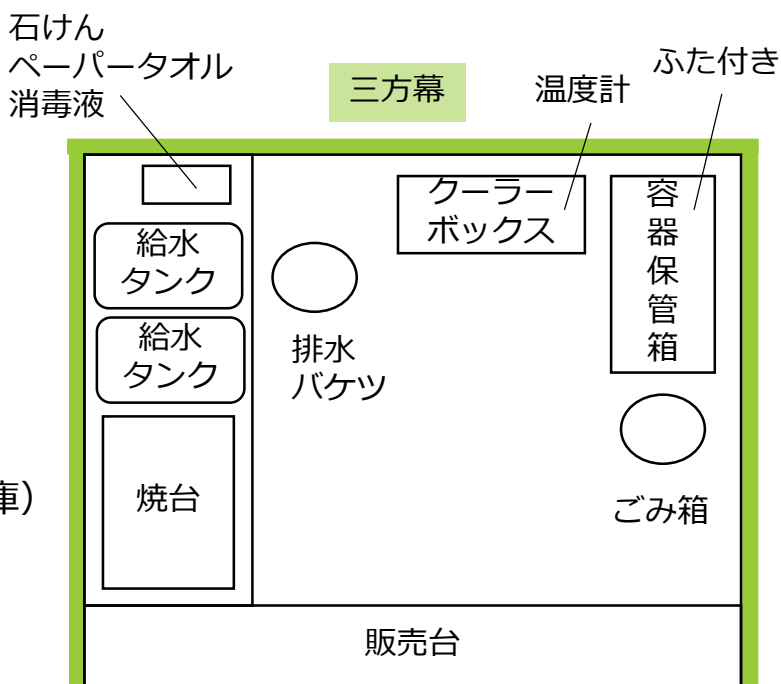 石けん
ペーパータオル
消毒液
三方幕
温度計
ふた付き
クーラー
ボックス
容器保管箱
給水
タンク
給水
タンク
排水
バケツ
焼台
庫）
ごみ箱
販売台